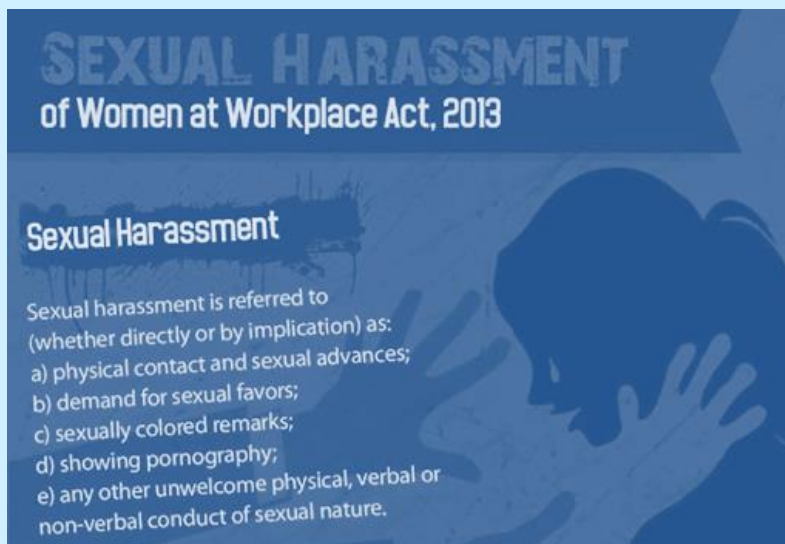 SEXUAL HARASSMENT
of Women at Workplace Act, 2013
Sexual Harassment
Sexual harassment is referred to
(whether directly or by implication) as:
a) physical contact and sexual advances;
b) demand for sexual favors;
c) sexually colored remarks;
d) showing pornography;
e) any other unwelcome physical, verbal or
non-verbal conduct of sexual nature.